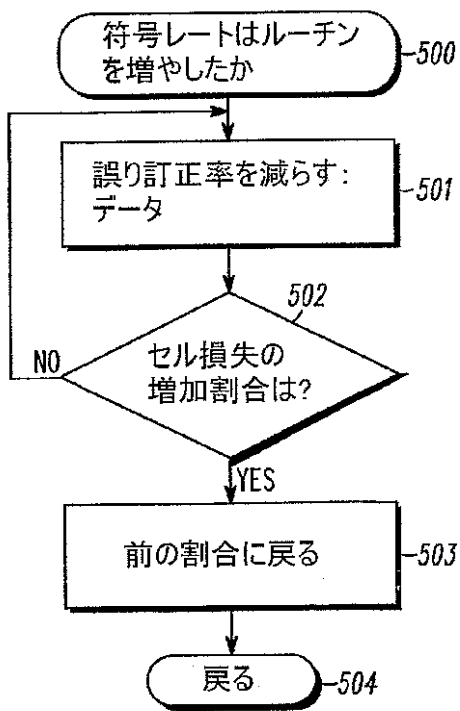 符号レートはルーチン
を増やしたか
500
誤り訂正率を減らす：
データ
501
502
セル損失の
増加割合は？
NO
YES
前の割合に戻る
503
戻る
504